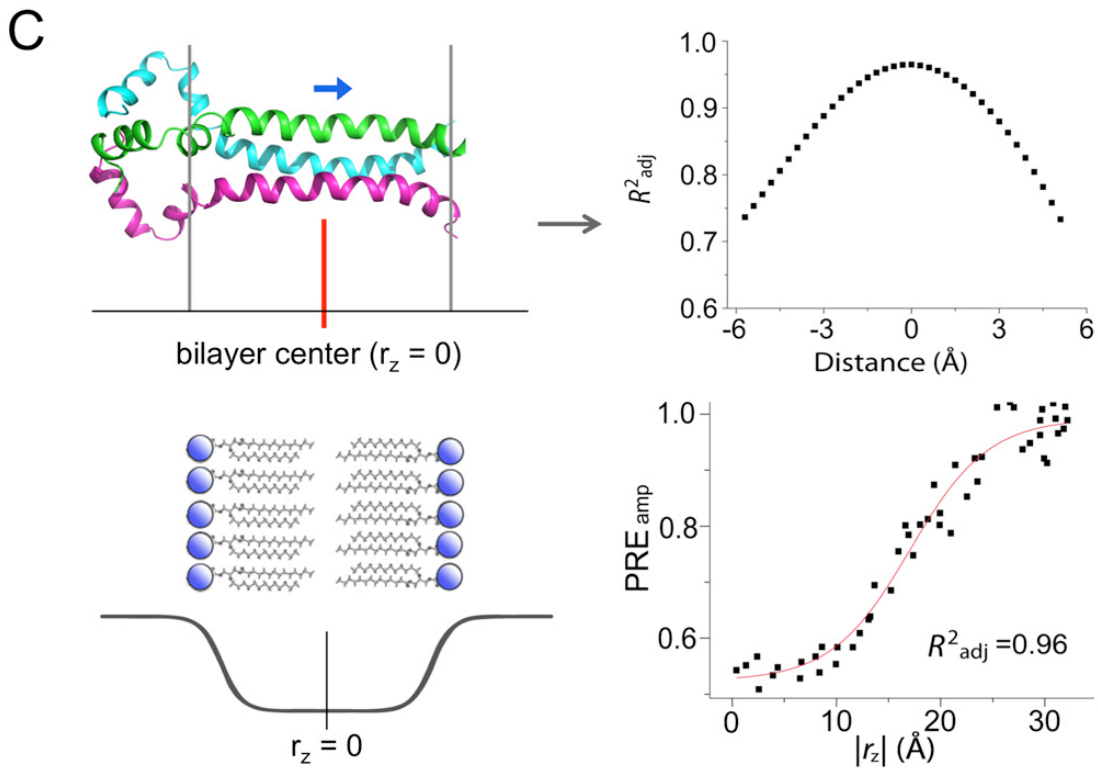 C
bilayer center (r_z = 0)
r_z = 0
1.0
0.9
0.8
0.7
0.6
R²adj
-6 -3 0 3 6
Distance (Å)
1.0
0.8
0.6
PREamp
R²adj =0.96
0 10 20 30
|r_z| (Å)